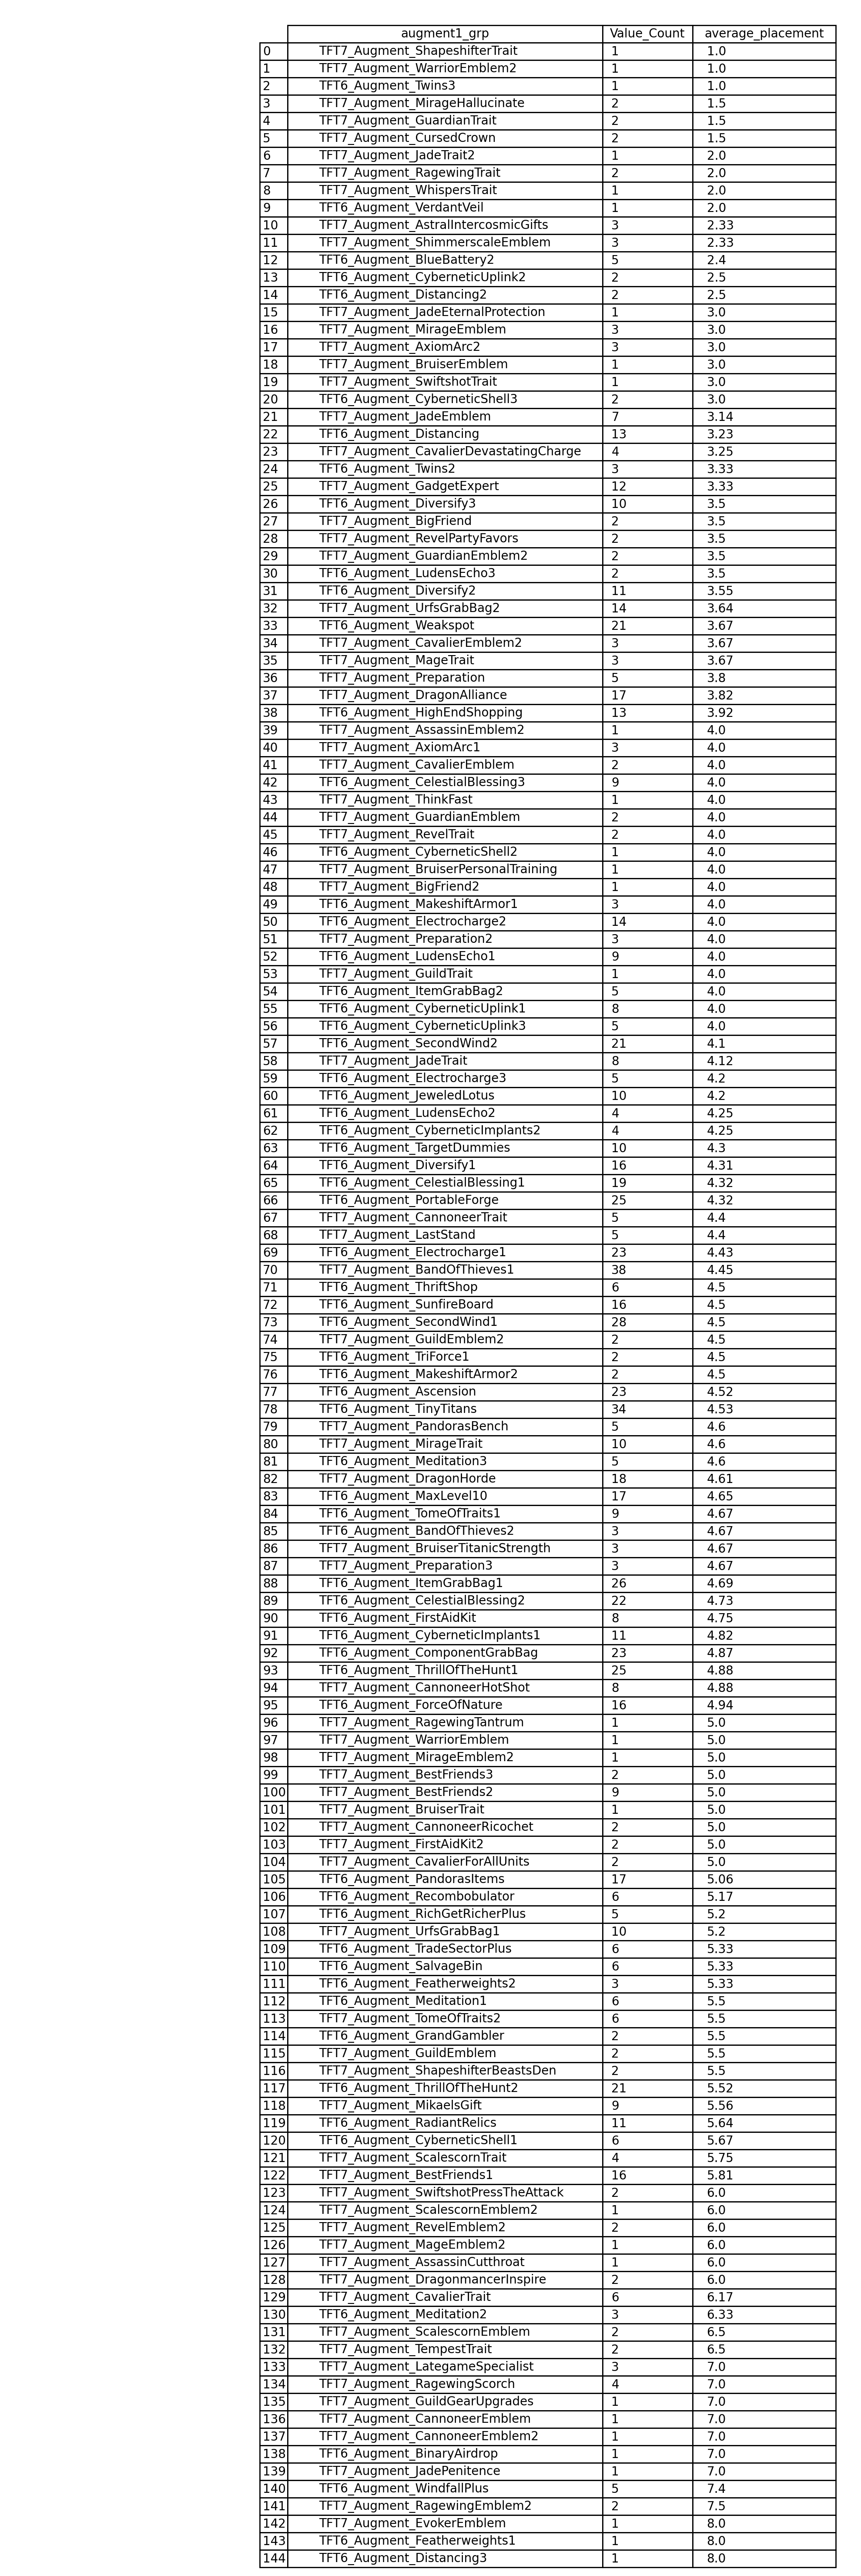 augment1_grp Value_Count average_placement
0 TFT7_Augment_ShapeshifterTrait 1 1.0
1 TFT7_Augment_WarriorEmblem2 1 1.0
2 TFT6_Augment_Twins3 1 1.0
3 TFT7_Augment_MirageHallucinate 2 1.5
4 TFT7_Augment_GuardianTrait 2 1.5
5 TFT7_Augment_CursedCrown 2 1.5
6 TFT7_Augment_JadeTrait2 1 2.0
7 TFT7_Augment_RagewingTrait 2 2.0
8 TFT7_Augment_WhispersTrait 1 2.0
9 TFT6_Augment_VerdantVeil 1 2.0
10 TFT7_Augment_AstralIntercosmicGifts 3 2.33
11 TFT7_Augment_ShimmerscaleEmblem 3 2.33
12 TFT6_Augment_BlueBattery2 5 2.4
13 TFT6_Augment_CyberneticUplink2 2 2.5
14 TFT6_Augment_Distancing2 2 2.5
15 TFT7_Augment_JadeEternalProtection 1 3.0
16 TFT7_Augment_MirageEmblem 3 3.0
17 TFT7_Augment_AxiomArc2 3 3.0
18 TFT7_Augment_BruiserEmblem 1 3.0
19 TFT7_Augment_SwiftshotTrait 1 3.0
20 TFT6_Augment_CyberneticShell3 2 3.0
21 TFT7_Augment_JadeEmblem 7 3.14
22 TFT6_Augment_Distancing 13 3.23
23 TFT7_Augment_CavalierDevastatingCharge 4 3.25
24 TFT6_Augment_Twins2 3 3.33
25 TFT7_Augment_GadgetExpert 12 3.33
26 TFT6_Augment_Diversify3 10 3.5
27 TFT7_Augment_BigFriend 2 3.5
28 TFT7_Augment_RevelPartyFavors 2 3.5
29 TFT7_Augment_GuardianEmblem2 2 3.5
30 TFT6_Augment_LudensEcho3 2 3.5
31 TFT6_Augment_Diversify2 11 3.55
32 TFT7_Augment_UrfsGrabBag2 14 3.64
33 TFT6_Augment_Weakspot 21 3.67
34 TFT7_Augment_CavalierEmblem2 3 3.67
35 TFT7_Augment_MageTrait 3 3.67
36 TFT7_Augment_Preparation 5 3.8
37 TFT7_Augment_DragonAlliance 17 3.82
38 TFT6_Augment_HighEndShopping 13 3.92
39 TFT7_Augment_AssassinEmblem2 1 4.0
40 TFT7_Augment_AxiomArc1 3 4.0
41 TFT7_Augment_CavalierEmblem 2 4.0
42 TFT6_Augment_CelestialBlessing3 9 4.0
43 TFT7_Augment_ThinkFast 1 4.0
44 TFT7_Augment_GuardianEmblem 2 4.0
45 TFT7_Augment_RevelTrait 2 4.0
46 TFT6_Augment_CyberneticShell2 1 4.0
47 TFT7_Augment_BruiserPersonalTraining 1 4.0
48 TFT7_Augment_BigFriend2 1 4.0
49 TFT6_Augment_MakeshiftArmor1 3 4.0
50 TFT6_Augment_Electrocharge2 14 4.0
51 TFT7_Augment_Preparation2 3 4.0
52 TFT6_Augment_LudensEcho1 9 4.0
53 TFT7_Augment_GuildTrait 1 4.0
54 TFT6_Augment_ItemGrabBag2 5 4.0
55 TFT6_Augment_CyberneticUplink1 8 4.0
56 TFT6_Augment_CyberneticUplink3 5 4.0
57 TFT6_Augment_SecondWind2 21 4.1
58 TFT7_Augment_JadeTrait 8 4.12
59 TFT6_Augment_Electrocharge3 5 4.2
60 TFT6_Augment_JeweledLotus 10 4.2
61 TFT6_Augment_LudensEcho2 4 4.25
62 TFT6_Augment_CyberneticImplants2 4 4.25
63 TFT6_Augment_TargetDummies 10 4.3
64 TFT6_Augment_Diversify1 16 4.31
65 TFT6_Augment_CelestialBlessing1 19 4.32
66 TFT6_Augment_PortableForge 25 4.32
67 TFT7_Augment_CannoneerTrait 5 4.4
68 TFT7_Augment_LastStand 5 4.4
69 TFT6_Augment_Electrocharge1 23 4.43
70 TFT7_Augment_BandOfThieves1 38 4.45
71 TFT6_Augment_ThriftShop 6 4.5
72 TFT6_Augment_SunfireBoard 16 4.5
73 TFT6_Augment_SecondWind1 28 4.5
74 TFT7_Augment_GuildEmblem2 2 4.5
75 TFT6_Augment_TriForce1 2 4.5
76 TFT6_Augment_MakeshiftArmor2 2 4.5
77 TFT6_Augment_Ascension 23 4.52
78 TFT6_Augment_TinyTitans 34 4.53
79 TFT7_Augment_PandorasBench 5 4.6
80 TFT7_Augment_MirageTrait 10 4.6
81 TFT6_Augment_Meditation3 5 4.6
82 TFT7_Augment_DragonHorde 18 4.61
83 TFT6_Augment_MaxLevel10 17 4.65
84 TFT6_Augment_TomeOfTraits1 9 4.67
85 TFT6_Augment_BandOfThieves2 3 4.67
86 TFT7_Augment_BruiserTitanicStrength 3 4.67
87 TFT7_Augment_Preparation3 3 4.67
88 TFT6_Augment_ItemGrabBag1 26 4.69
89 TFT6_Augment_CelestialBlessing2 22 4.73
90 TFT6_Augment_FirstAidKit 8 4.75
91 TFT6_Augment_CyberneticImplants1 11 4.82
92 TFT6_Augment_ComponentGrabBag 23 4.87
93 TFT6_Augment_ThrillOfTheHunt1 25 4.88
94 TFT7_Augment_CannoneerHotShot 8 4.88
95 TFT6_Augment_ForceOfNature 16 4.94
96 TFT7_Augment_RagewingTantrum 1 5.0
97 TFT7_Augment_WarriorEmblem 1 5.0
98 TFT7_Augment_MirageEmblem2 1 5.0
99 TFT7_Augment_BestFriends3 2 5.0
100 TFT7_Augment_BestFriends2 9 5.0
101 TFT7_Augment_BruiserTrait 1 5.0
102 TFT7_Augment_CannoneerRicochet 2 5.0
103 TFT7_Augment_FirstAidKit2 2 5.0
104 TFT7_Augment_CavalierForAllUnits 2 5.0
105 TFT6_Augment_PandorasItems 17 5.06
106 TFT6_Augment_Recombobulator 6 5.17
107 TFT6_Augment_RichGetRicherPlus 5 5.2
108 TFT7_Augment_UrfsGrabBag1 10 5.2
109 TFT6_Augment_TradeSectorPlus 6 5.33
110 TFT6_Augment_SalvageBin 6 5.33
111 TFT6_Augment_Featherweights2 3 5.33
112 TFT6_Augment_Meditation1 6 5.5
113 TFT7_Augment_TomeOfTraits2 6 5.5
114 TFT6_Augment_GrandGambler 2 5.5
115 TFT7_Augment_GuildEmblem 2 5.5
116 TFT7_Augment_ShapeshifterBeastsDen 2 5.5
117 TFT6_Augment_ThrillOfTheHunt2 21 5.52
118 TFT7_Augment_MikaelsGift 9 5.56
119 TFT6_Augment_RadiantRelics 11 5.64
120 TFT6_Augment_CyberneticShell1 6 5.67
121 TFT7_Augment_ScalescornTrait 4 5.75
122 TFT7_Augment_BestFriends1 16 5.81
123 TFT7_Augment_SwiftshotPressTheAttack 2 6.0
124 TFT7_Augment_ScalescornEmblem2 1 6.0
125 TFT7_Augment_RevelEmblem2 2 6.0
126 TFT7_Augment_MageEmblem2 1 6.0
127 TFT7_Augment_AssassinCutthroat 1 6.0
128 TFT7_Augment_DragonmancerInspire 2 6.0
129 TFT7_Augment_CavalierTrait 6 6.17
130 TFT6_Augment_Meditation2 3 6.33
131 TFT7_Augment_ScalescornEmblem 2 6.5
132 TFT7_Augment_TempestTrait 2 6.5
133 TFT7_Augment_LategameSpecialist 3 7.0
134 TFT7_Augment_RagewingScorch 4 7.0
135 TFT7_Augment_GuildGearUpgrades 1 7.0
136 TFT7_Augment_CannoneerEmblem 1 7.0
137 TFT7_Augment_CannoneerEmblem2 1 7.0
138 TFT6_Augment_BinaryAirdrop 1 7.0
139 TFT7_Augment_JadePenitence 1 7.0
140 TFT6_Augment_WindfallPlus 5 7.4
141 TFT7_Augment_RagewingEmblem2 2 7.5
142 TFT7_Augment_EvokerEmblem 1 8.0
143 TFT6_Augment_Featherweights1 1 8.0
144 TFT6_Augment_Distancing3 1 8.0